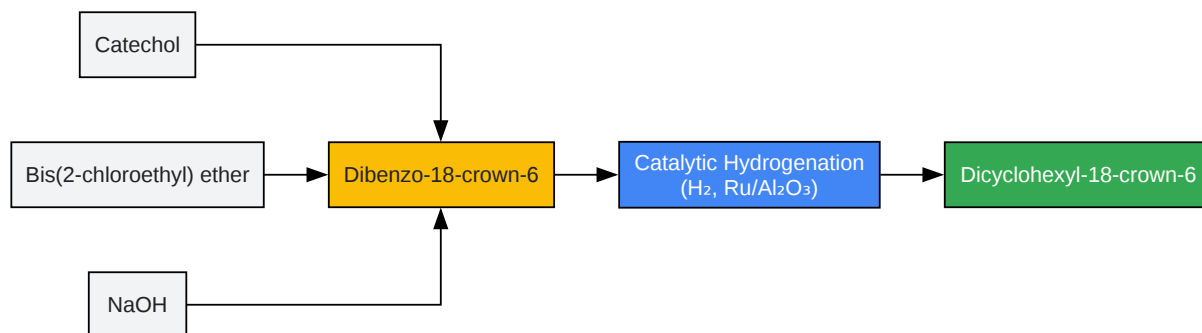 Catechol
Bis(2-chloroethyl) ether
Dibenzo-18-crown-6
Catalytic Hydrogenation
(H₂, Ru/Al₂O₃)
Dicyclohexyl-18-crown-6
NaOH